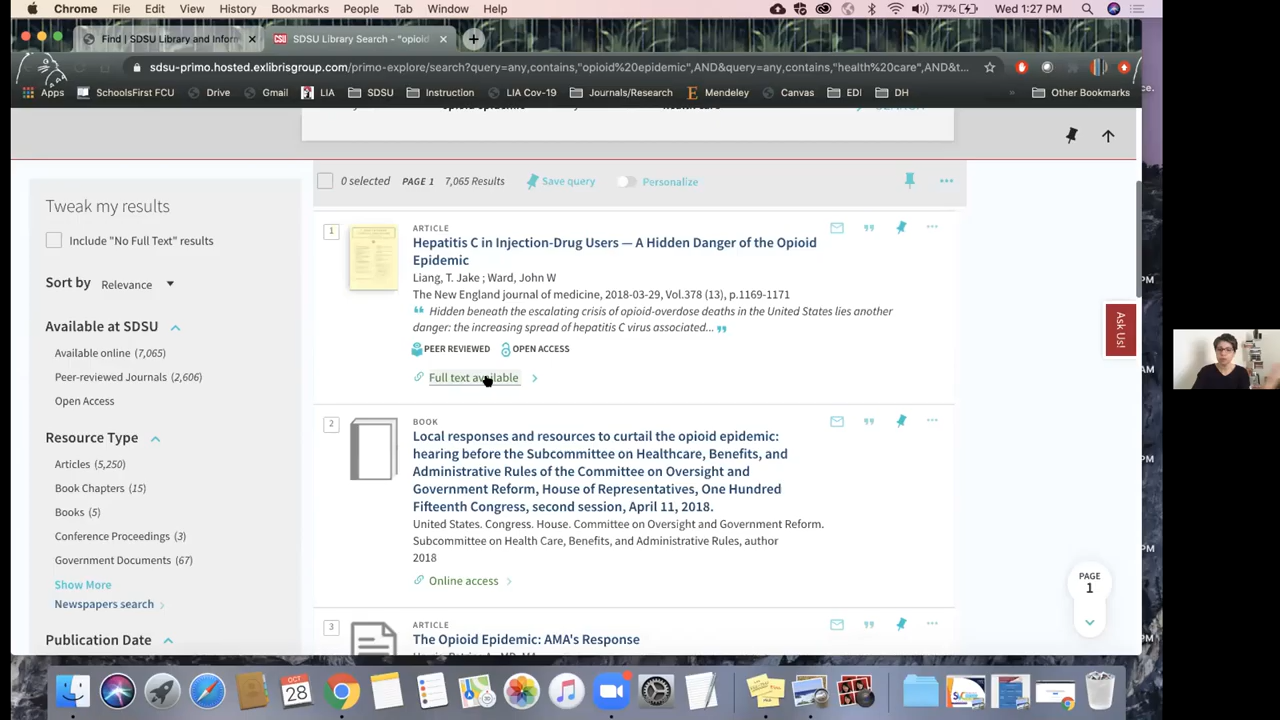 Chrome File Edit View History Bookmarks People Tab Window Help 77% Wed 1:27 PM
Find | SDSU Library and Inform SDSU Library Search - "opioid
sdsu-primo.hosted.exlibrisgroup.com/primo-explore/search?query=any,contains,"opioid%20epidemic",AND&query=any,contains,"health%20care",AND&t...
Apps SchoolsFirst FCU Drive Gmail LIA SDSU Instruction LIA Cov-19 Journals/Research Mendeley Canvas EDI DH » Other Bookmarks
0 selected PAGE 1 7,065 Results Save query Personalize
Tweak my results
Include "No Full Text" results
Sort by Relevance
Available at SDSU
Available online (7,065)
Peer-reviewed Journals (2,606)
Open Access
Resource Type
Articles (5,250)
Book Chapters (15)
Books (5)
Conference Proceedings (3)
Government Documents (67)
Show More
Newspapers search
Publication Date
1
ARTICLE
Hepatitis C in Injection-Drug Users — A Hidden Danger of the Opioid
Epidemic
Liang, T. Jake ; Ward, John W
The New England journal of medicine, 2018-03-29, Vol.378 (13), p.1169-1171
Hidden beneath the escalating crisis of opioid-overdose deaths in the United States lies another
danger: the increasing spread of hepatitis C virus associated...
PEER REVIEWED OPEN ACCESS
Full text available
2
BOOK
Local responses and resources to curtail the opioid epidemic:
hearing before the Subcommittee on Healthcare, Benefits, and
Administrative Rules of the Committee on Oversight and
Government Reform, House of Representatives, One Hundred
Fifteenth Congress, second session, April 11, 2018.
United States. Congress. House. Committee on Oversight and Government Reform.
Subcommittee on Health Care, Benefits, and Administrative Rules, author
2018
Online access
3
ARTICLE
The Opioid Epidemic: AMA's Response
Ask Us!
PAGE
1
OCT
28